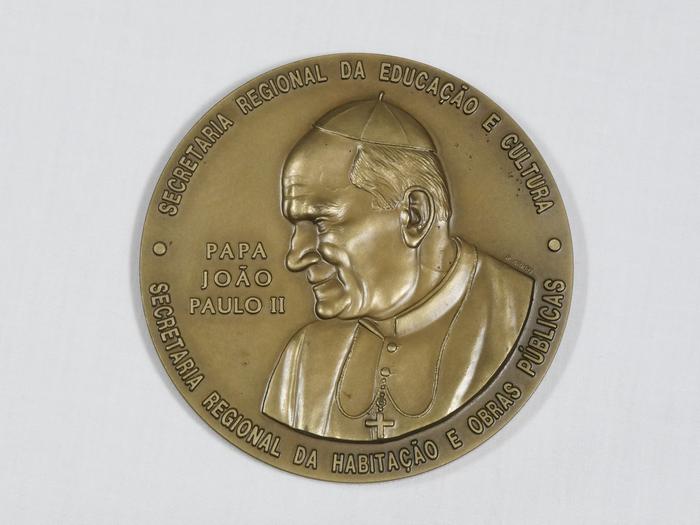 SECRETARIA REGIONAL DA EDUCAÇÃO E CULTURA
PAPA
JOÃO
PAULO II
SECRETARIA REGIONAL DA HABITAÇÃO E OBRAS PÚBLICAS